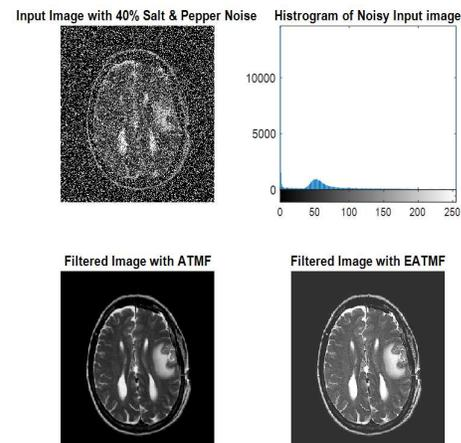 Input Image with 40% Salt & Pepper Noise
Histrogram of Noisy Input image
10000
5000
0
0 50 100 150 200 250
Filtered Image with ATMF
Filtered Image with EATMF